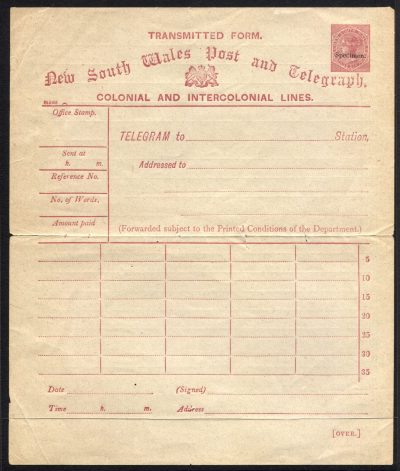 TRANSMITTED FORM.
Specimen.
New South Wales Post and Telegraph,
COLONIAL AND INTERCOLONIAL LINES.
Office Stamp.
TELEGRAM to Station,
Sent at
h. m.
Addressed to
Reference No.
No. of Words.
Amount paid
(Forwarded subject to the Printed Conditions of the Department.)
5
10
15
20
25
30
35
Date (Signed)
Time h. m. Address
[OVER.]